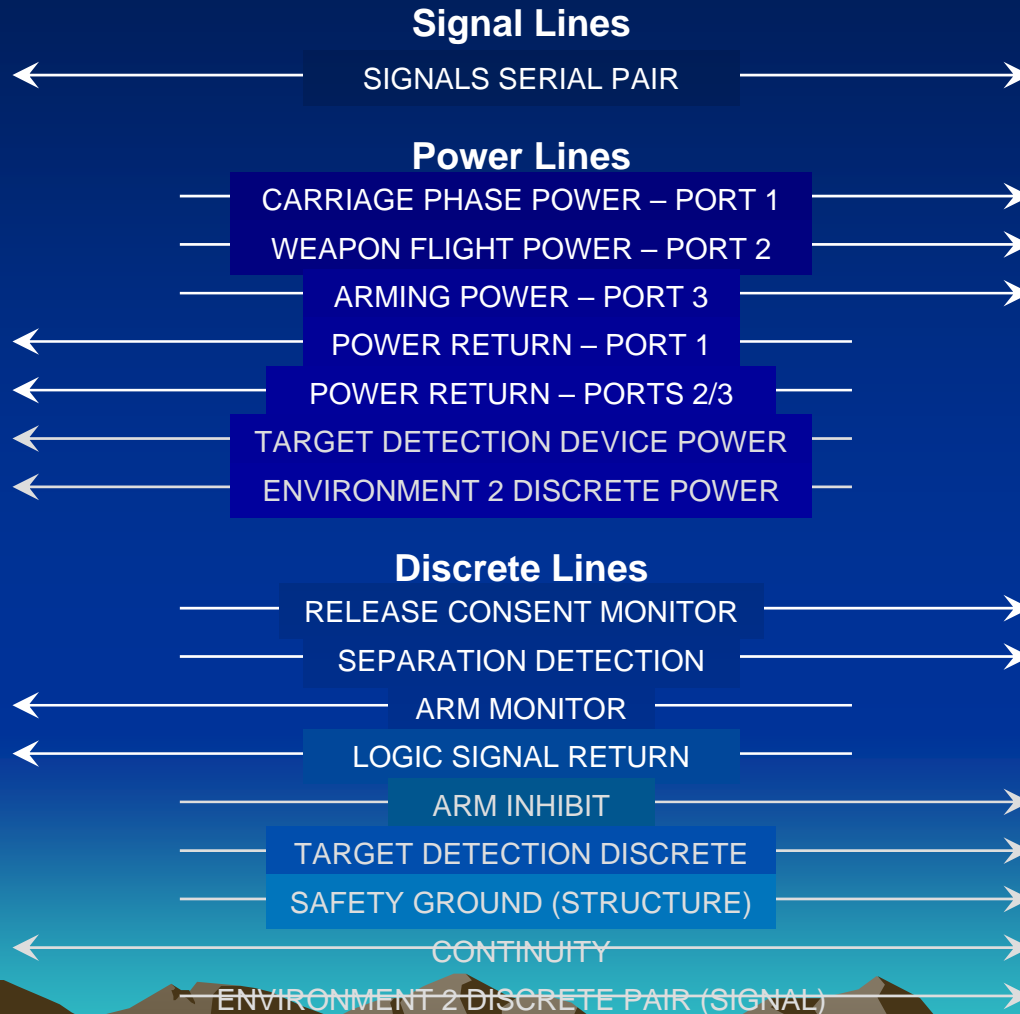 Signal Lines
SIGNALS SERIAL PAIR
Power Lines
CARRIAGE PHASE POWER – PORT 1
WEAPON FLIGHT POWER – PORT 2
ARMING POWER – PORT 3
POWER RETURN – PORT 1
POWER RETURN – PORTS 2/3
TARGET DETECTION DEVICE POWER
ENVIRONMENT 2 DISCRETE POWER
Discrete Lines
RELEASE CONSENT MONITOR
SEPARATION DETECTION
ARM MONITOR
LOGIC SIGNAL RETURN
ARM INHIBIT
TARGET DETECTION DISCRETE
SAFETY GROUND (STRUCTURE)
CONTINUITY
ENVIRONMENT 2 DISCRETE PAIR (SIGNAL)